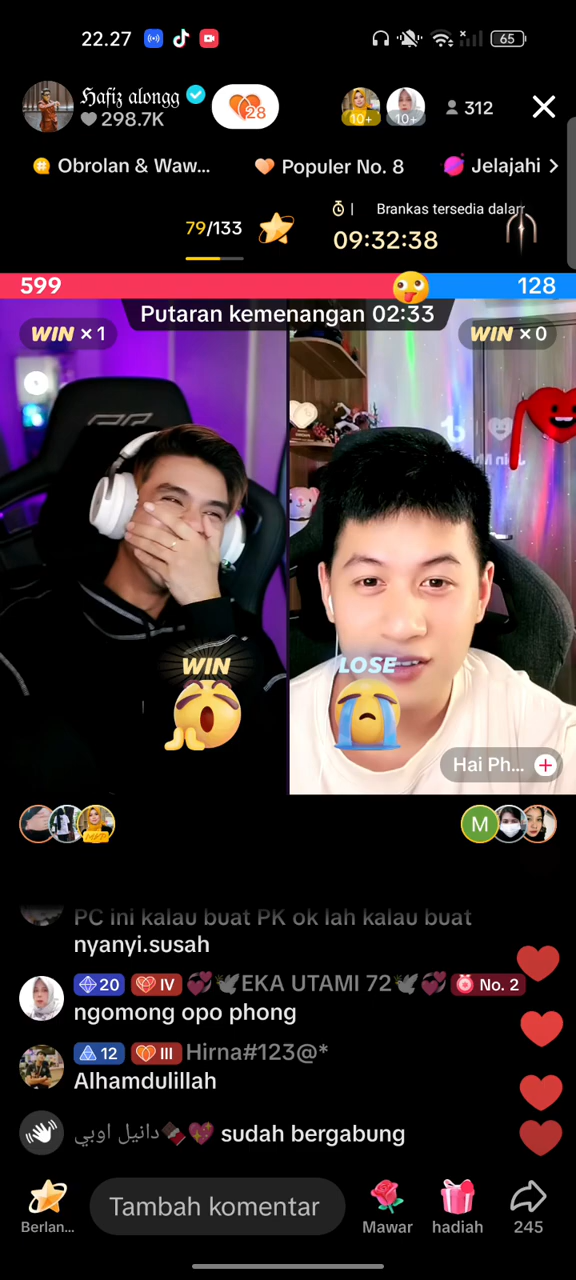 22.27
65
Hafiz alongg
298.7K
28
10+
10+
312
Obrolan & Waw...
Populer No. 8
Jelajahi
79/133
Brankas tersedia dalam
09:32:38
599
128
Putaran kemenangan 02:33
WIN × 1
WIN × 0
WIN
LOSE
Hai Ph...
M
PC ini kalau buat PK ok lah kalau buat
nyanyi.susah
20 IV EKA UTAMI 72 No. 2
ngomong opo phong
12 III Hirna#123@*
Alhamdulillah
دانيل اوبي sudah bergabung
Berlan...
Tambah komentar
Mawar
hadiah
245